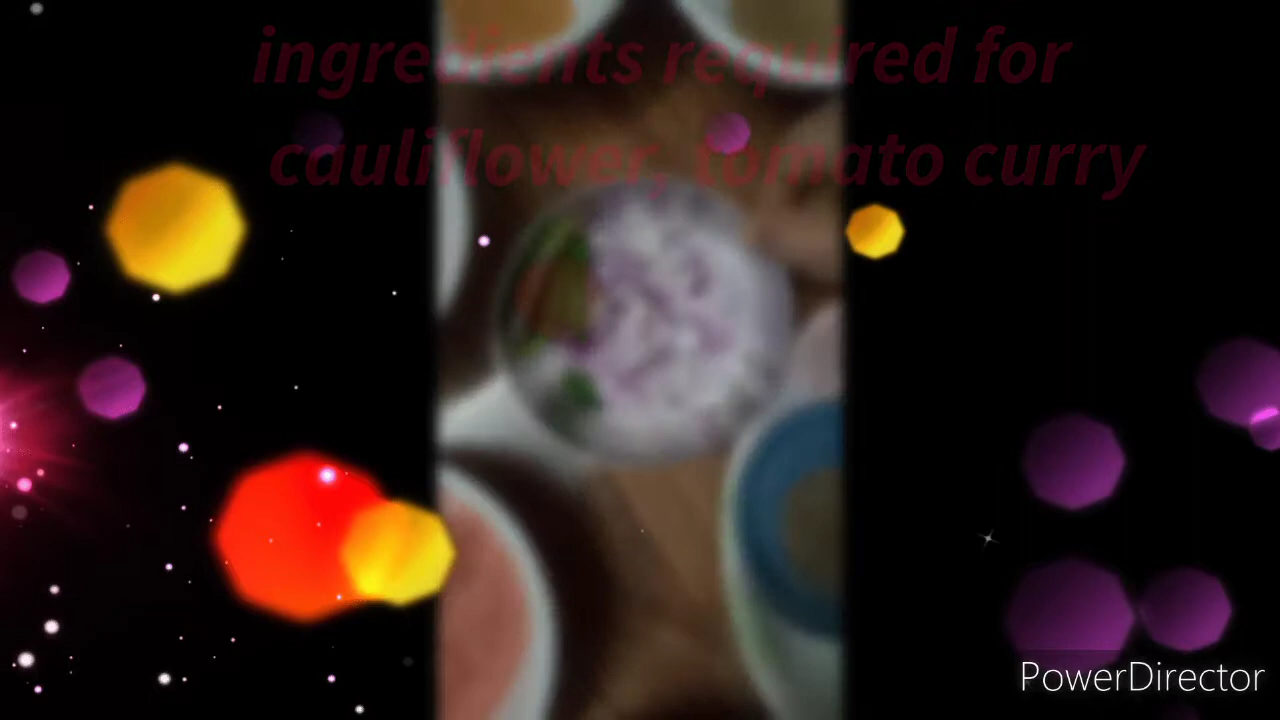 ingredients required for
cauliflower, tomato curry
PowerDirector